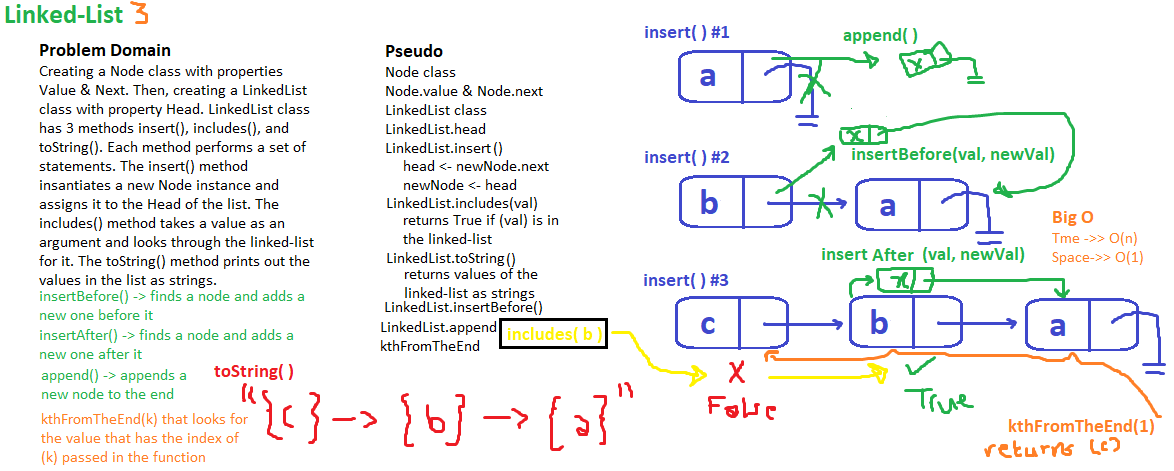 Linked-List 3
Problem Domain
Creating a Node class with properties
Value & Next. Then, creating a LinkedList
class with property Head. LinkedList class
has 3 methods insert(), includes(), and
toString(). Each method performs a set of
statements. The insert() method
insantiates a new Node instance and
assigns it to the Head of the list. The
includes() method takes a value as an
argument and looks through the linked-list
for it. The toString() method prints out the
values in the list as strings.
insertBefore() -> finds a node and adds a
new one before it
insertAfter() -> finds a node and adds a
new one after it
append() -> appends a
new node to the end
kthFromTheEnd(k) that looks for
the value that has the index of
(k) passed in the function
Pseudo
Node class
Node.value & Node.next
LinkedList class
LinkedList.head
LinkedList.insert()
head <- newNode.next
newNode <- head
LinkedList.includes(val)
returns True if (val) is in
the linked-list
LinkedList.toString()
returns values of the
linked-list as strings
LinkedList.insertBefore()
LinkedList.append
kthFromTheEnd
includes( b )
toString( )
"{c} -> {b} -> {a}"
insert( ) #1
append( )
a
x
insert( ) #2
x
insertBefore(val, newVal)
b
a
Big O
Tme ->> O(n)
Space->> O(1)
insert After (val, newVal)
insert( ) #3
x
c
b
a
X
False
True
kthFromTheEnd(1)
returns (c)